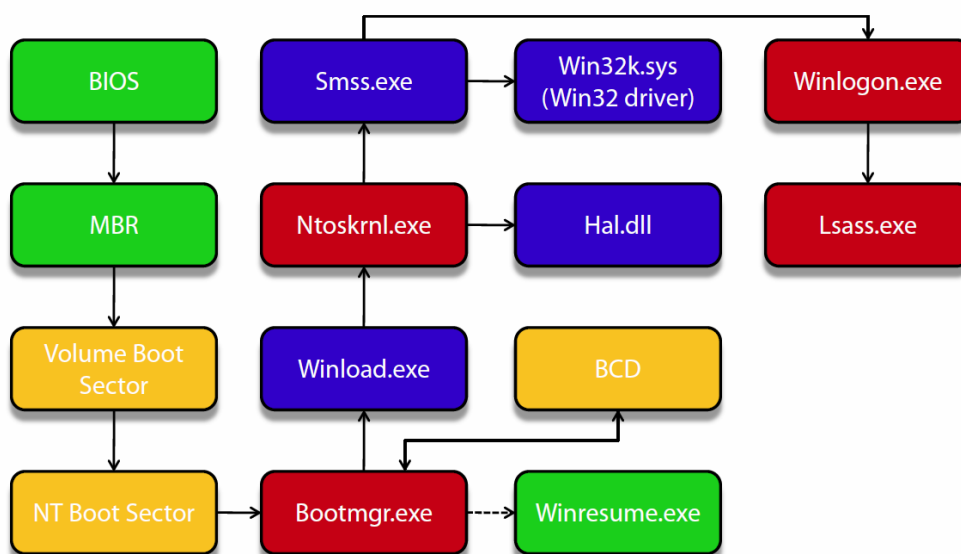 BIOS
Smss.exe
Win32k.sys
(Win32 driver)
Winlogon.exe
MBR
Ntoskrnl.exe
Hal.dll
Lsass.exe
Volume Boot
Sector
Winload.exe
BCD
NT Boot Sector
Bootmgr.exe
Winresume.exe